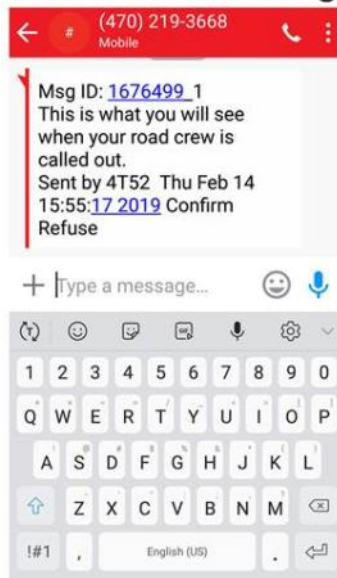 (470) 219-3668
#
Mobile
Msg ID: 1676499_1
This is what you will see
when your road crew is
called out.
Sent by 4T52 Thu Feb 14
15:55:17 2019 Confirm
Refuse
Type a message...
GIF
1 2 3 4 5 6 7 8 9 0
Q W E R T Y U I O P
A S D F G H J K L
Z X C V B N M
!#1 , English (US) .